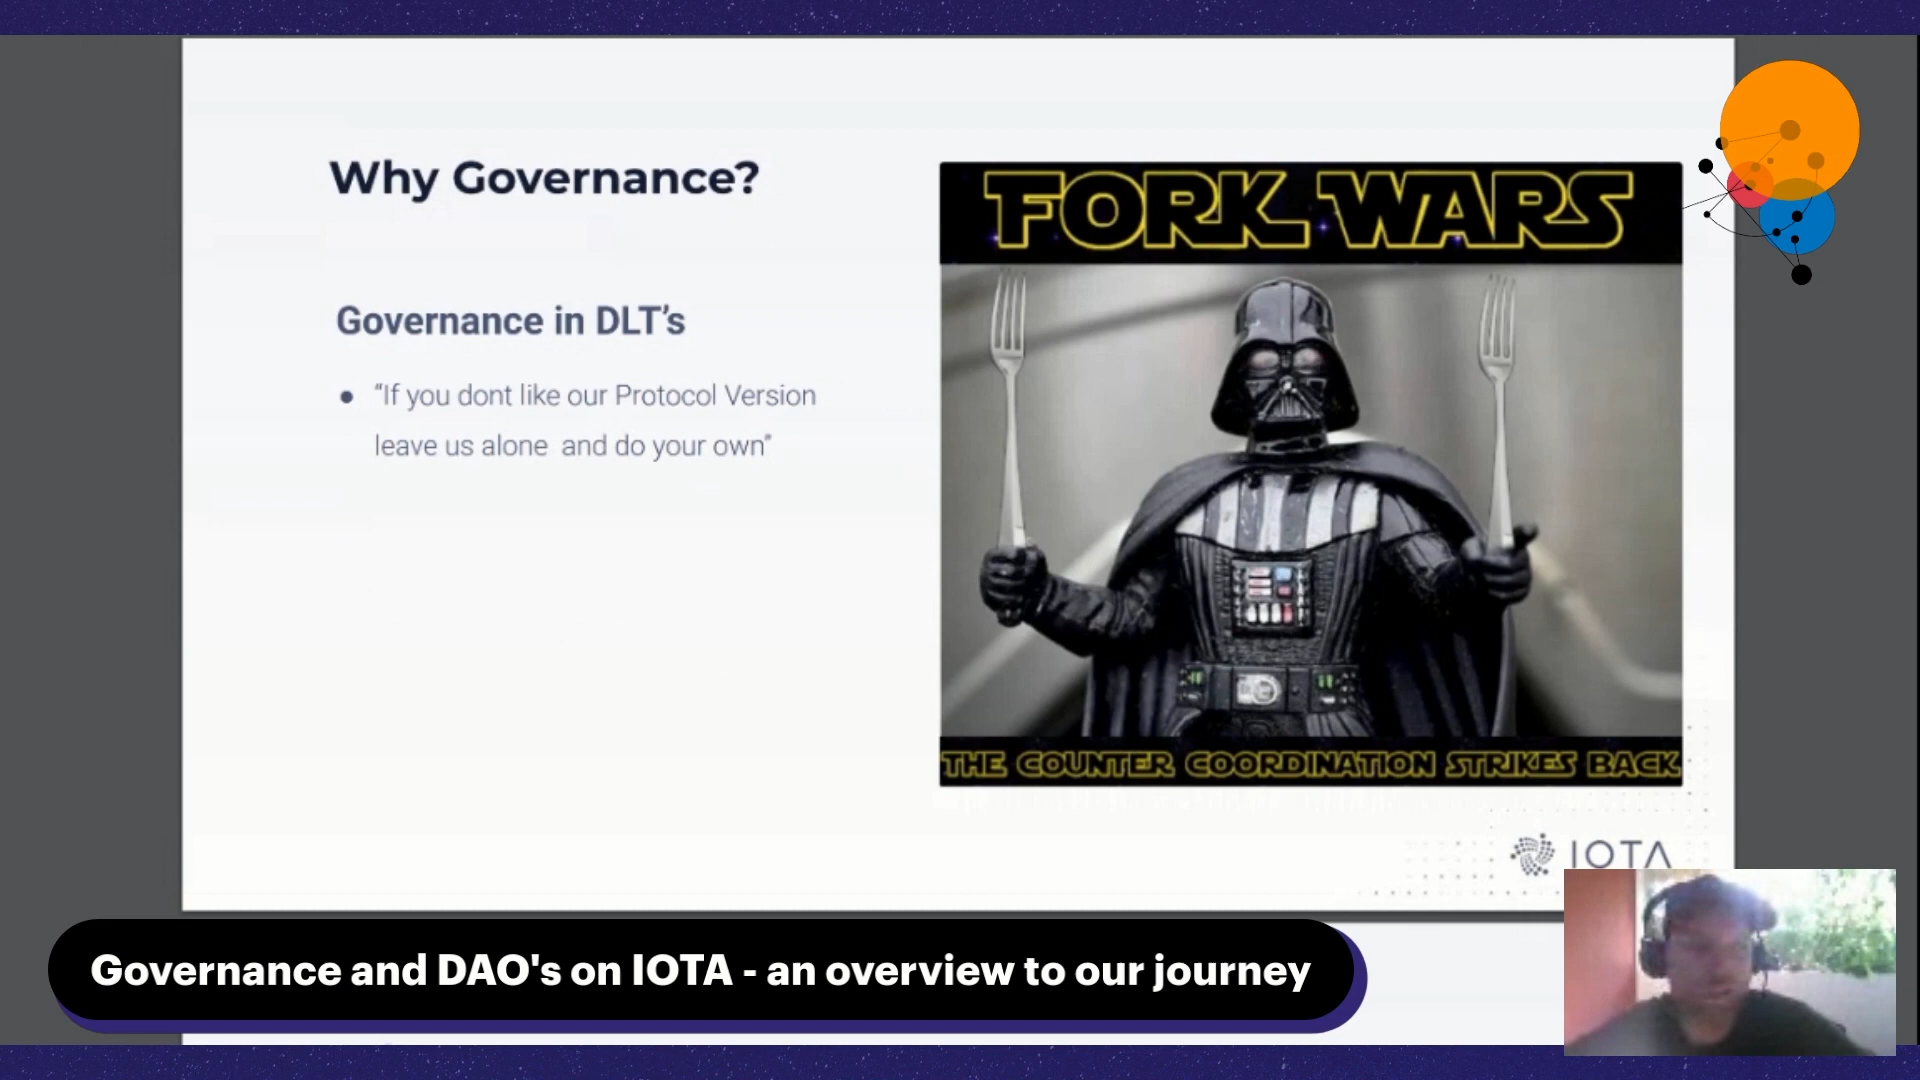 Why Governance?
Governance in DLT’s
“If you dont like our Protocol Version
leave us alone and do your own”
FORK WARS
THE COUNTER COORDINATION STRIKES BACK
IOTA
Governance and DAO's on IOTA - an overview to our journey